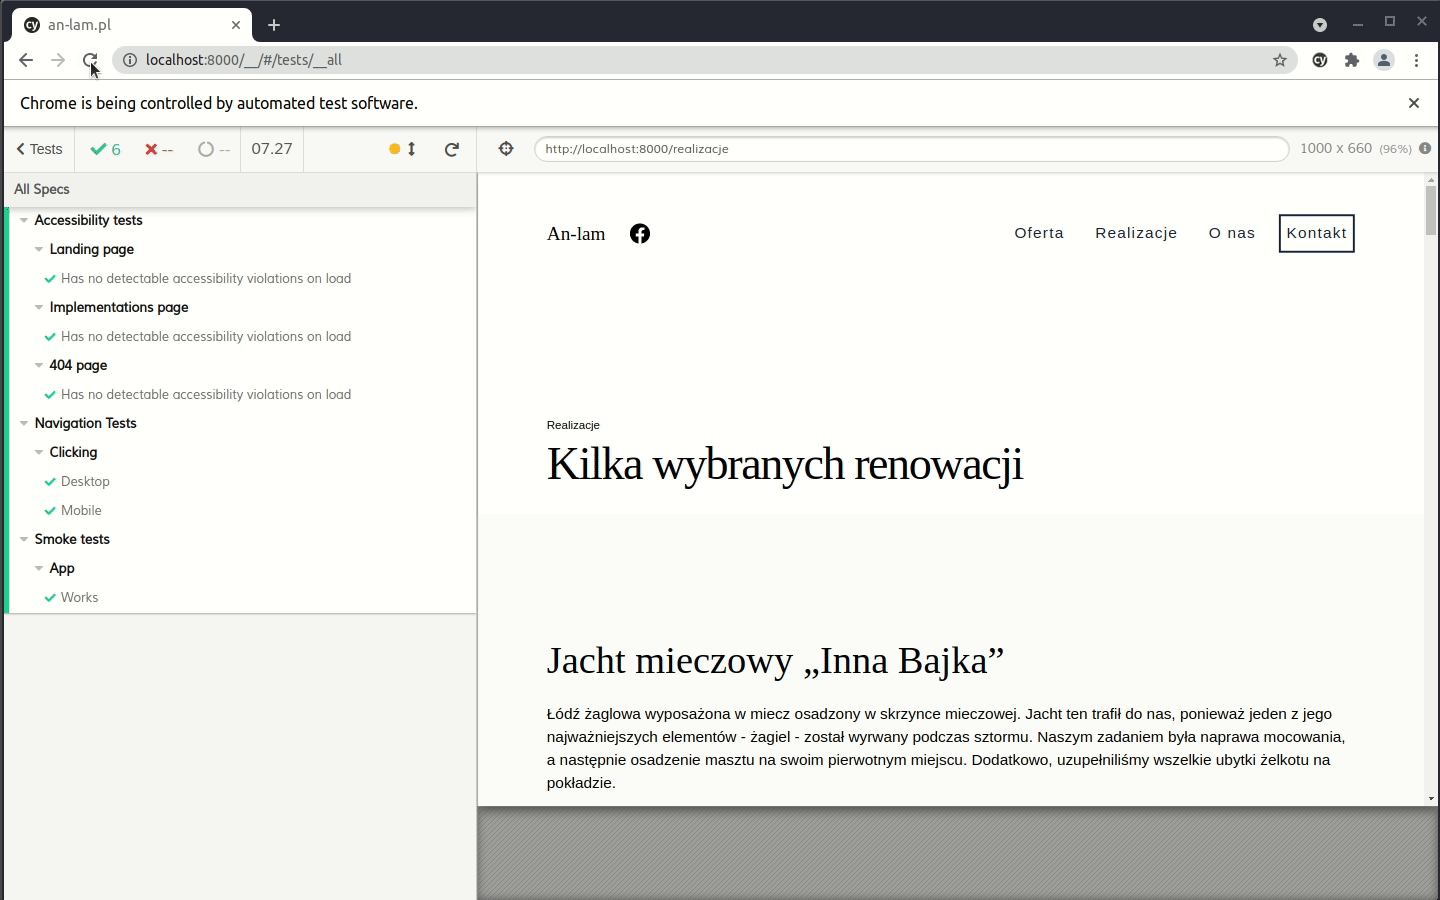 cy an-lam.pl
localhost:8000/__/#/tests/__all
cy
Chrome is being controlled by automated test software.
Tests 6 -- -- 07.27
http://localhost:8000/realizacje 1000 x 660 (96%)
All Specs
Accessibility tests
Landing page
Has no detectable accessibility violations on load
Implementations page
Has no detectable accessibility violations on load
404 page
Has no detectable accessibility violations on load
Navigation Tests
Clicking
Desktop
Mobile
Smoke tests
App
Works
An-lam Oferta Realizacje O nas Kontakt
Realizacje
Kilka wybranych renowacji
Jacht mieczowy „Inna Bajka”
Łódź żaglowa wyposażona w miecz osadzony w skrzynce mieczowej. Jacht ten trafił do nas, ponieważ jeden z jego
najważniejszych elementów - żagiel - został wyrwany podczas sztormu. Naszym zadaniem była naprawa mocowania,
a następnie osadzenie masztu na swoim pierwotnym miejscu. Dodatkowo, uzupełniliśmy wszelkie ubytki żelkotu na
pokładzie.